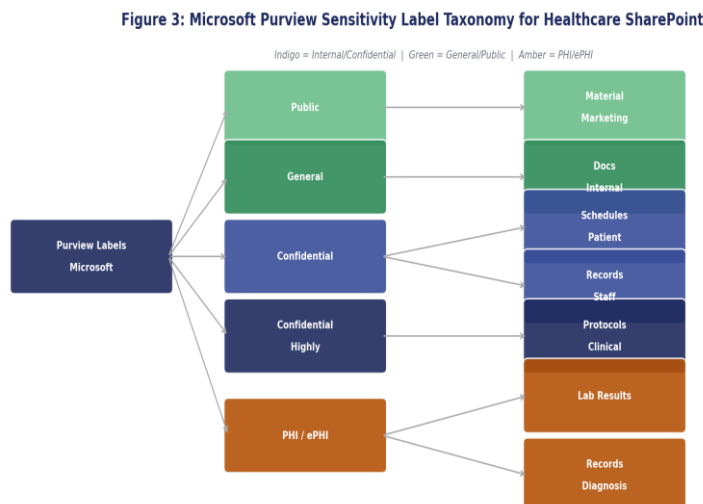 Figure 3: Microsoft Purview Sensitivity Label Taxonomy for Healthcare SharePoint
Indigo = Internal/Confidential | Green = General/Public | Amber = PHI/ePHI
Public
Material
Marketing
General
Docs
Internal
Purview Labels
Microsoft
Confidential
Schedules
Patient
Records
Staff
Confidential
Highly
Protocols
Clinical
PHI / ePHI
Lab Results
Records
Diagnosis